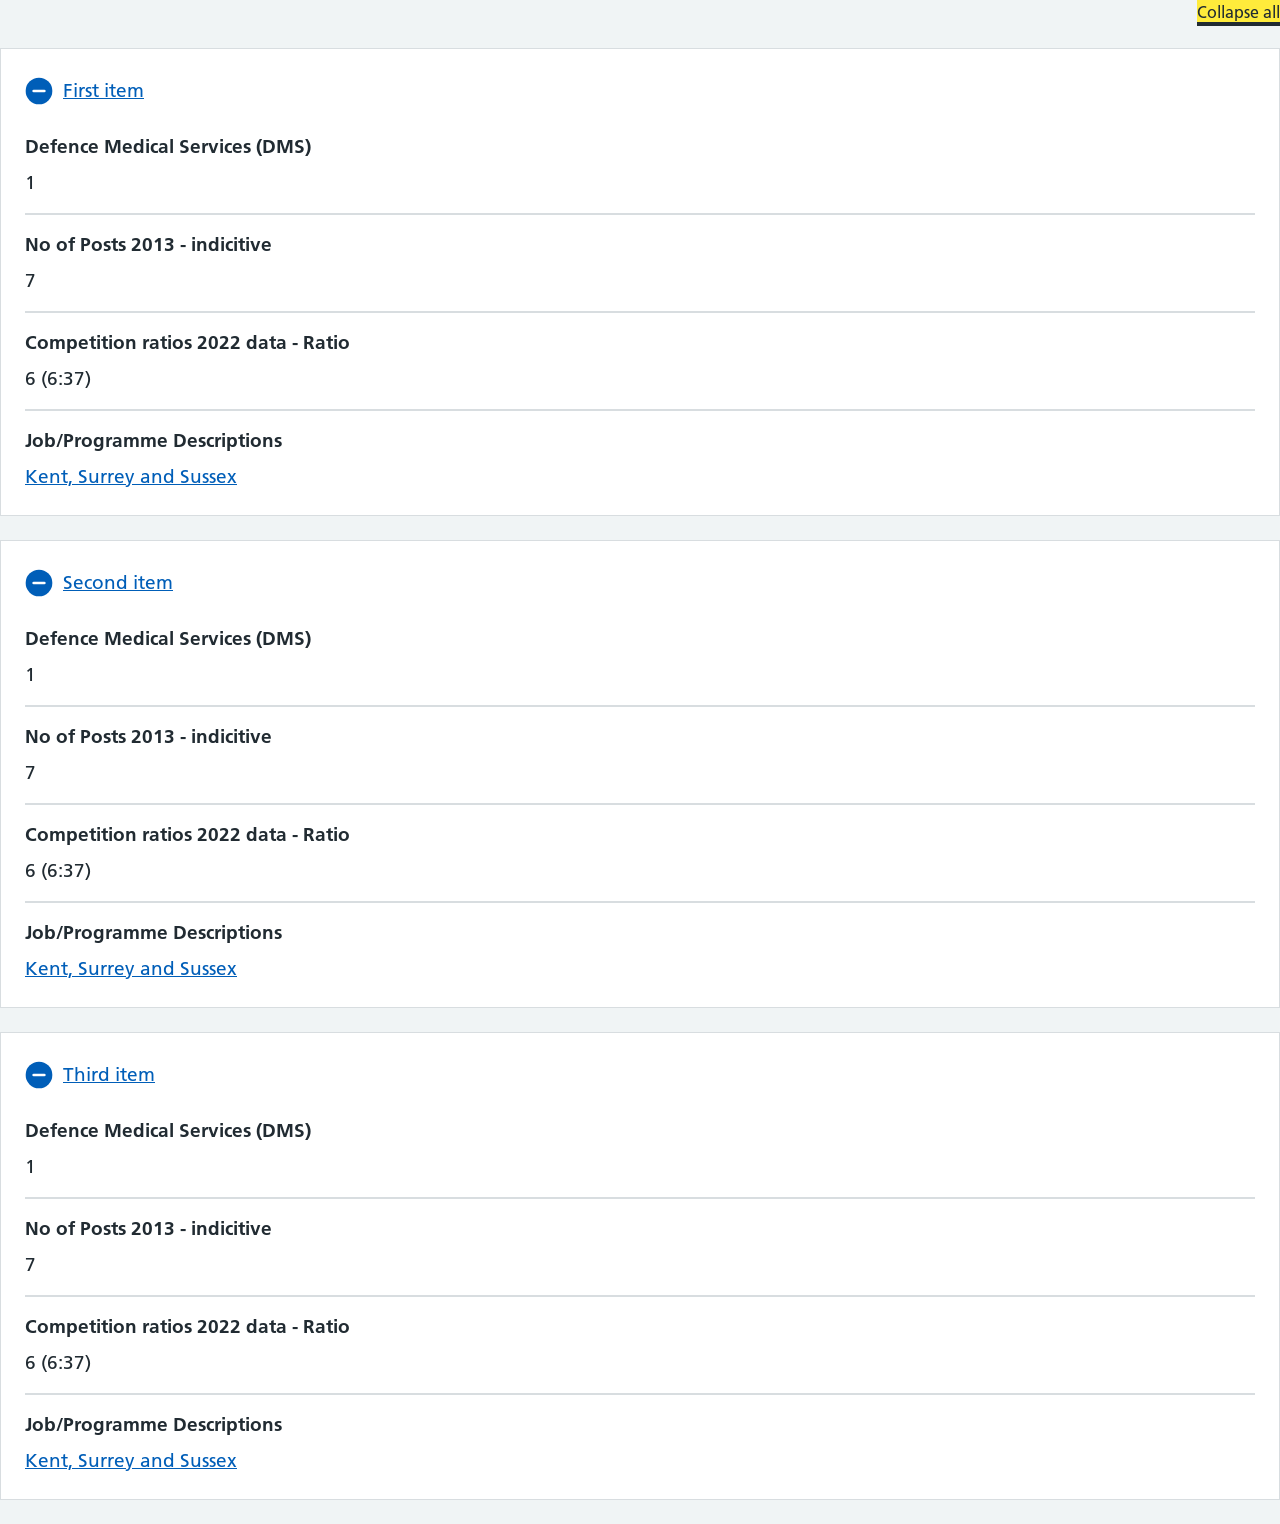 Collapse all
First item
Defence Medical Services (DMS)
1
No of Posts 2013 - indicitive
7
Competition ratios 2022 data - Ratio
6 (6:37)
Job/Programme Descriptions
Kent, Surrey and Sussex
Second item
Defence Medical Services (DMS)
1
No of Posts 2013 - indicitive
7
Competition ratios 2022 data - Ratio
6 (6:37)
Job/Programme Descriptions
Kent, Surrey and Sussex
Third item
Defence Medical Services (DMS)
1
No of Posts 2013 - indicitive
7
Competition ratios 2022 data - Ratio
6 (6:37)
Job/Programme Descriptions
Kent, Surrey and Sussex